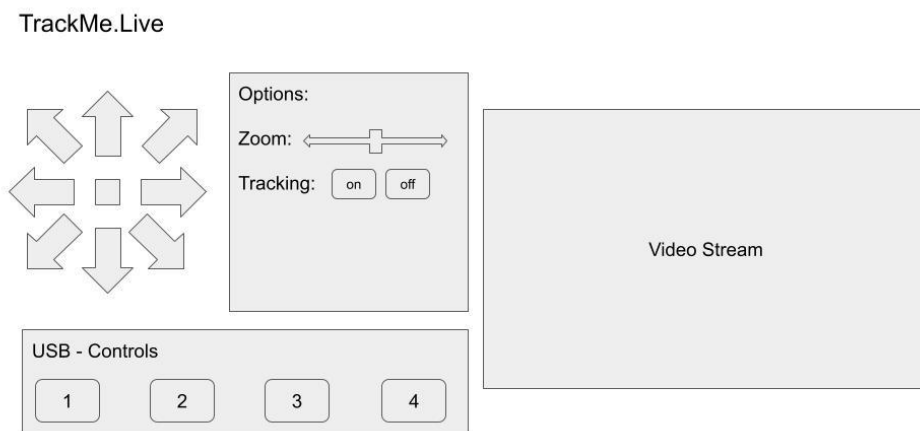 TrackMe.Live
Options:
Zoom:
Tracking: on off
Video Stream
USB - Controls
1 2 3 4